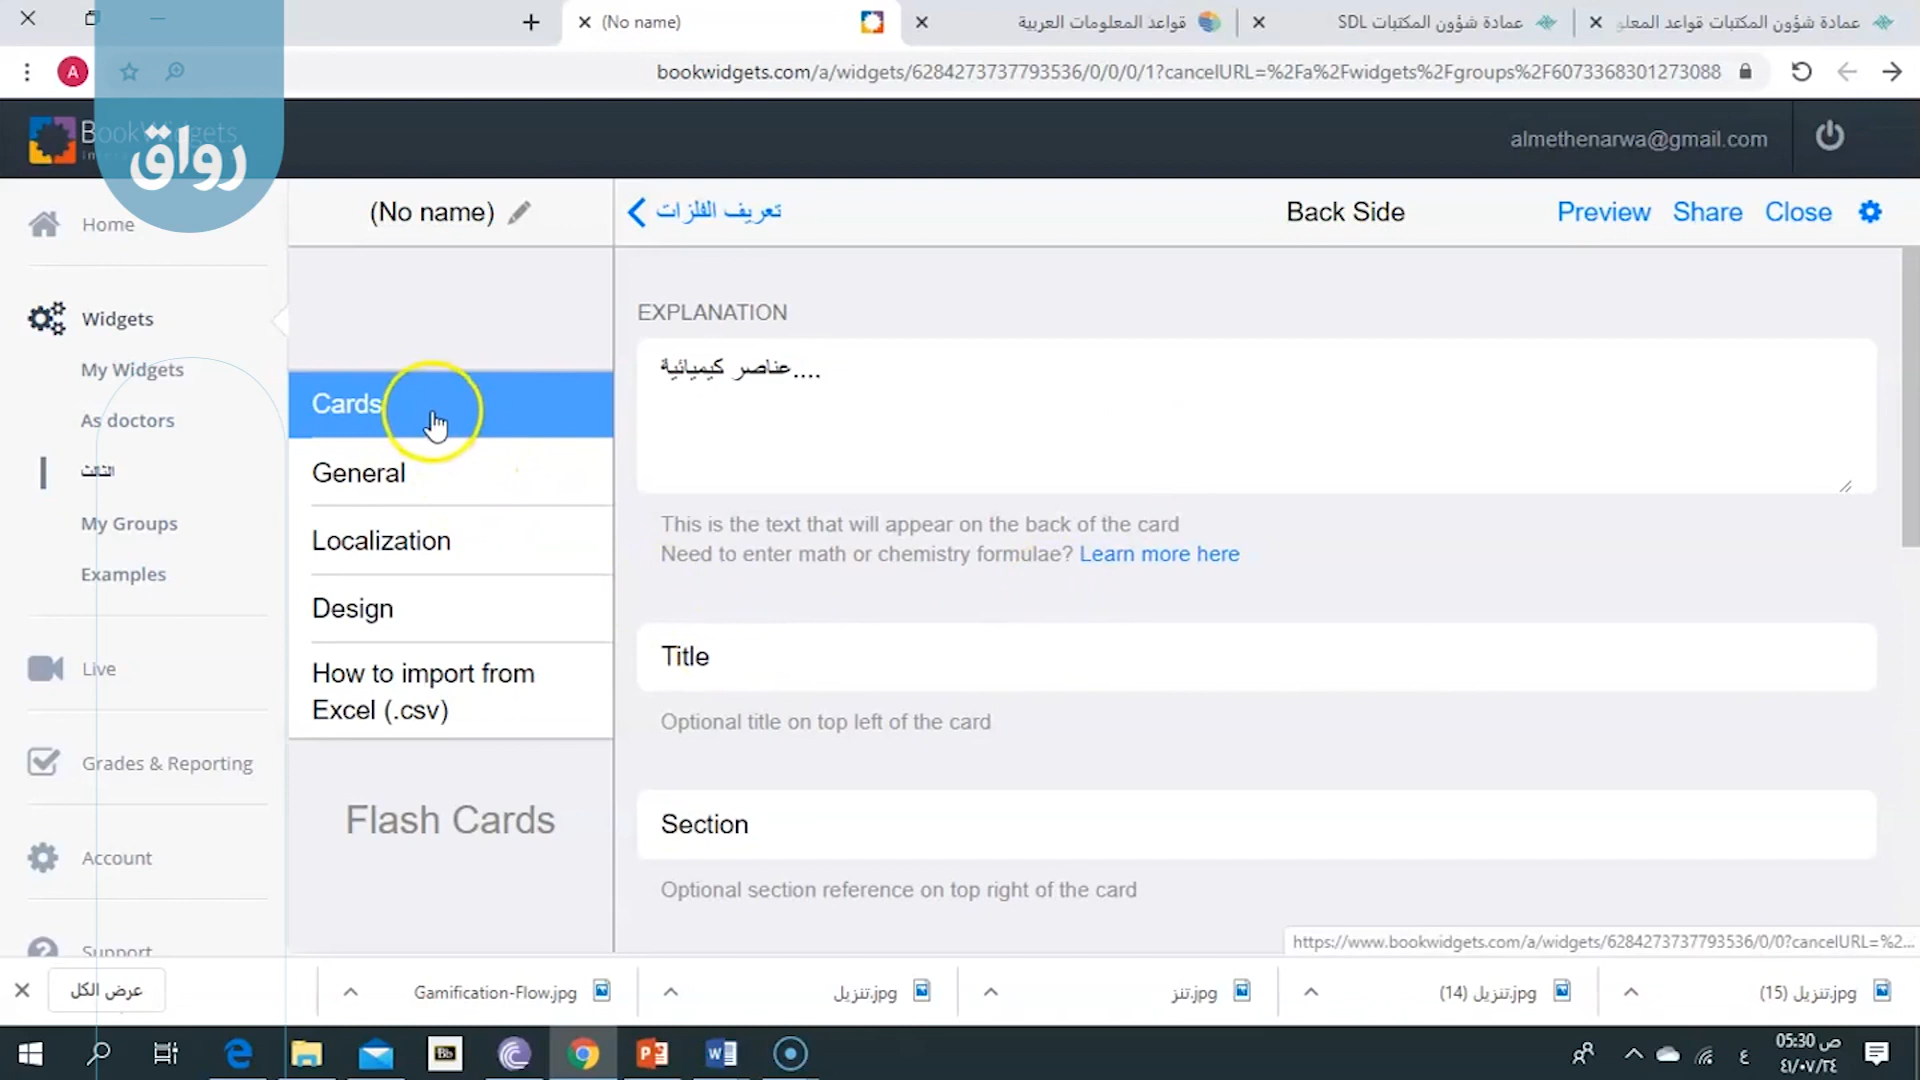 (No name)
قواعد المعلومات العربية
عمادة شؤون المكتبات SDL
عمادة شؤون المكتبات قواعد المعلو
A
bookwidgets.com/a/widgets/6284273737793536/0/0/0/1?cancelURL=%2Fa%2Fwidgets%2Fgroups%2F6073368301273088
BookWidgets
رواق
almethenarwa@gmail.com
(No name)
تعريف الفلزات
Back Side
Preview
Share
Close
Home
Widgets
My Widgets
As doctors
الثالث
My Groups
Examples
Live
Grades & Reporting
Account
Support
Cards
General
Localization
Design
How to import from
Excel (.csv)
Flash Cards
EXPLANATION
عناصر كيميائية....
This is the text that will appear on the back of the card
Need to enter math or chemistry formulae? Learn more here
Title
Optional title on top left of the card
Section
Optional section reference on top right of the card
https://www.bookwidgets.com/a/widgets/6284273737793536/0/0?cancelURL=%2...
عرض الكل
Gamification-Flow.jpg
تنزيل.jpg
تنز.jpg
تنزيل (14).jpg
تنزيل (15).jpg
Bb
ع
05:30 ص
٤١/٠٧/٢٤